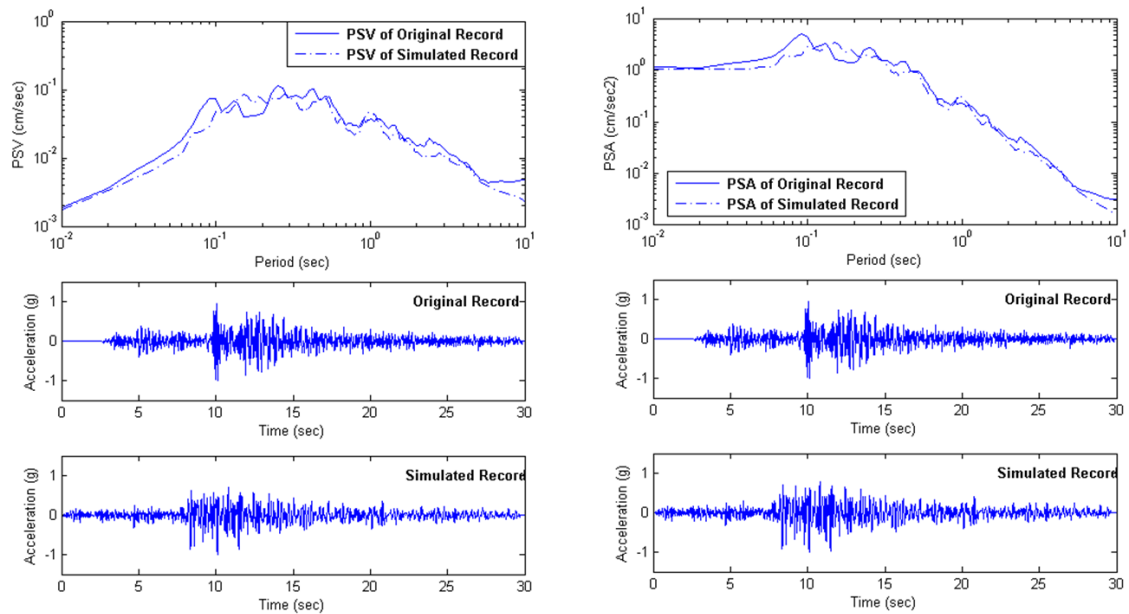 PSV (cm/sec)
10^0
10^-1
10^-2
10^-3
PSV of Original Record
PSV of Simulated Record
10^-2 10^-1 10^0 10^1
Period (sec)
Acceleration (g)
1
0
-1
Original Record
0 5 10 15 20 25 30
Time (sec)
Acceleration (g)
1
0
-1
Simulated Record
0 5 10 15 20 25 30
Time (sec)
PSA (cm/sec2)
10^2
10^1
10^0
10^-1
10^-2
10^-3
PSA of Original Record
PSA of Simulated Record
10^-2 10^-1 10^0 10^1
Period (sec)
Acceleration (g)
1
0
-1
Original Record
0 5 10 15 20 25 30
Time (sec)
Acceleration (g)
1
0
-1
Simulated Record
0 5 10 15 20 25 30
Time (sec)